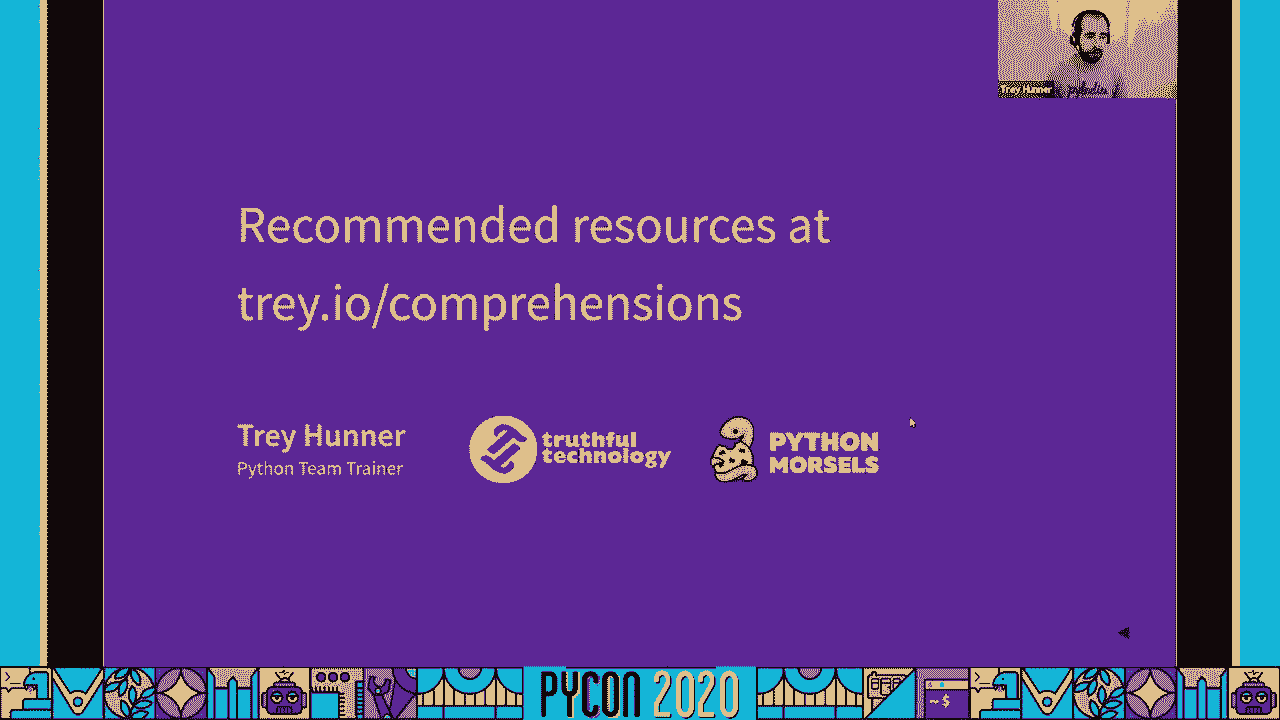 Trey Hunner
Recommended resources at
trey.io/comprehensions
Trey Hunner
Python Team Trainer
truthful
technology
PYTHON
MORSELS
~ $
PYCON 2020